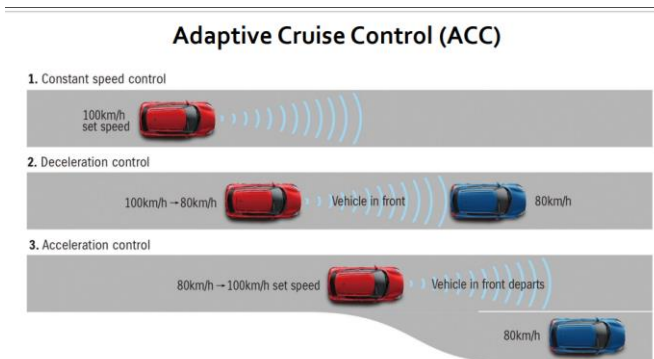 Adaptive Cruise Control (ACC)
1. Constant speed control
100km/h
set speed
2. Deceleration control
100km/h→80km/h
Vehicle in front
80km/h
3. Acceleration control
80km/h→100km/h set speed
Vehicle in front departs
80km/h